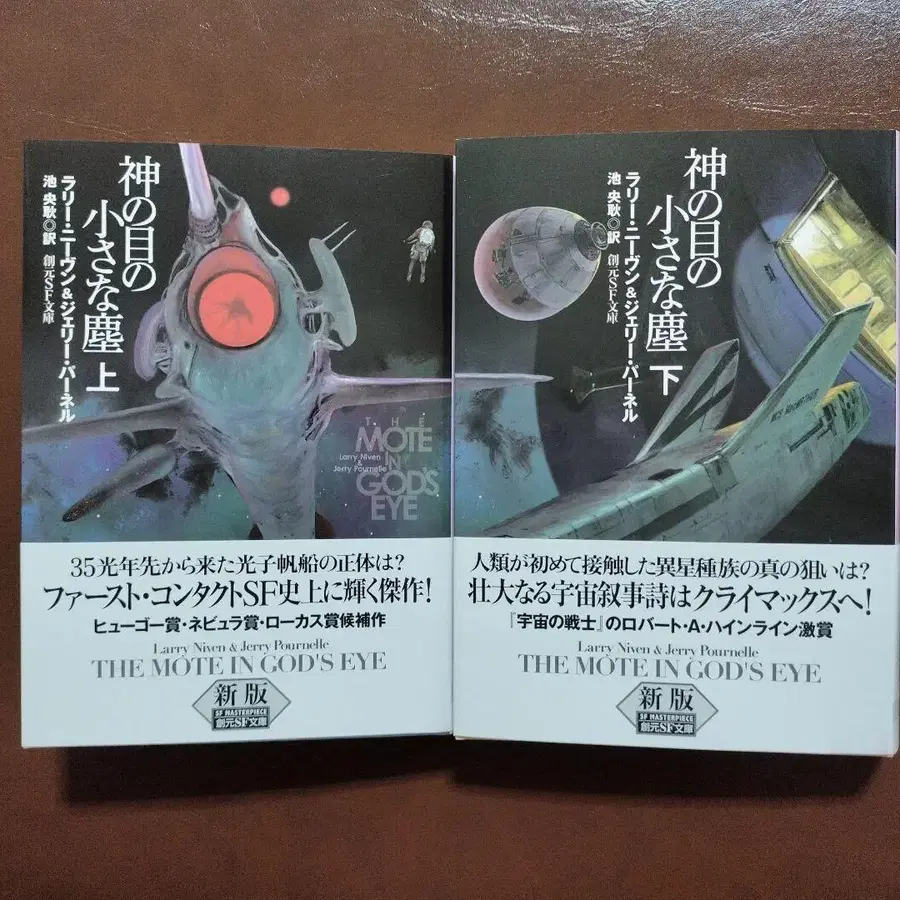 神の目の
小さな塵 上
ラリー・ニーヴン&ジェリー・パーネル
池 央耿◎訳 創元SF文庫
THE
MOTE
Larry Niven
IN
& Jerry Pournelle
GOD'S
EYE
35光年先から来た光子帆船の正体は?
ファースト・コンタクトSF史上に輝く傑作!
ヒューゴー賞・ネビュラ賞・ローカス賞候補作
Larry Niven & Jerry Pournelle
THE MOTE IN GOD'S EYE
新版
SF MASTERPIECE
創元SF文庫
神の目の
小さな塵 下
ラリー・ニーヴン&ジェリー・パーネル
池 央耿◎訳 創元SF文庫
人類が初めて接触した異星種族の真の狙いは?
壮大なる宇宙叙事詩はクライマックスへ!
『宇宙の戦士』のロバート・A・ハインライン激賞
Larry Niven & Jerry Pournelle
THE MOTE IN GOD'S EYE
新版
SF MASTERPIECE
創元SF文庫